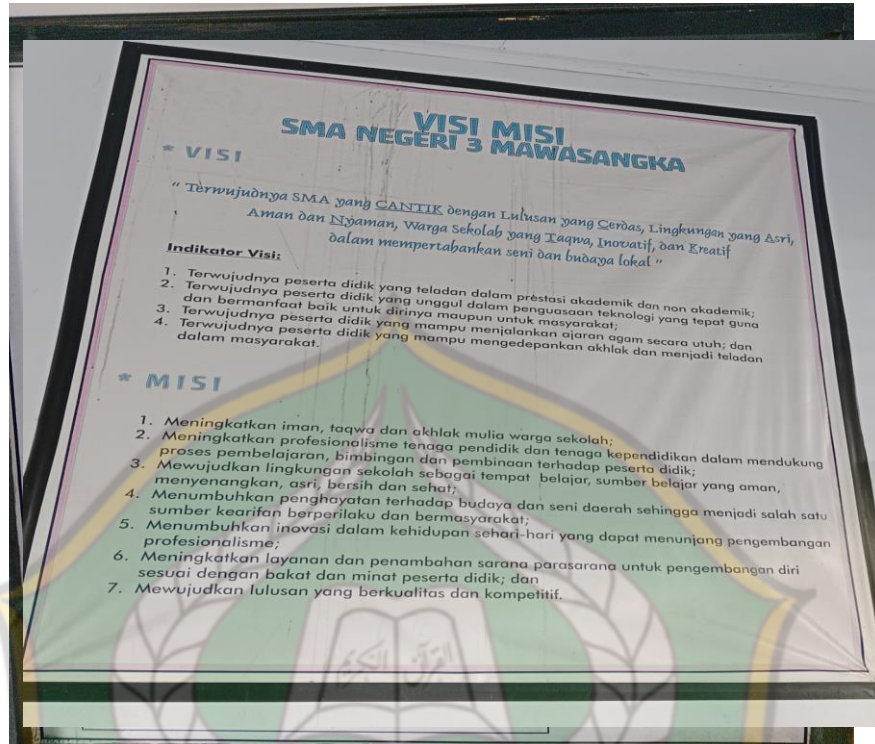 VISI MISI
SMA NEGERI 3 MAWASANGKA
* VISI
" Terwujudnya SMA yang CANTIK dengan Lulusan yang Cerdas, Lingkungan yang Asri,
Aman dan Nyaman, Warga Sekolah yang Taqwa, Inovatif, dan Kreatif
dalam mempertahankan seni dan budaya lokal "
Indikator Visi:
1. Terwujudnya peserta didik yang teladan dalam prestasi akademik dan non akademik;
2. Terwujudnya peserta didik yang unggul dalam penguasaan teknologi yang tepat guna
dan bermanfaat baik untuk dirinya maupun untuk masyarakat;
3. Terwujudnya peserta didik yang mampu menjalankan ajaran agam secara utuh; dan
4. Terwujudnya peserta didik yang mampu mengedepankan akhlak dan menjadi teladan
dalam masyarakat.
* MISI
1. Meningkatkan iman, taqwa dan akhlak mulia warga sekolah;
2. Meningkatkan profesionalisme tenaga pendidik dan tenaga kependidikan dalam mendukung
proses pembelajaran, bimbingan dan pembinaan terhadap peserta didik;
3. Mewujudkan lingkungan sekolah sebagai tempat belajar, sumber belajar yang aman,
menyenangkan, asri, bersih dan sehat;
4. Menumbuhkan penghayatan terhadap budaya dan seni daerah sehingga menjadi salah satu
sumber kearifan berperilaku dan bermasyarakat;
5. Menumbuhkan inovasi dalam kehidupan sehari-hari yang dapat menunjang pengembangan
profesionalisme;
6. Meningkatkan layanan dan penambahan sarana parasarana untuk pengembangan diri
sesuai dengan bakat dan minat peserta didik; dan
7. Mewujudkan lulusan yang berkualitas dan kompetitif.